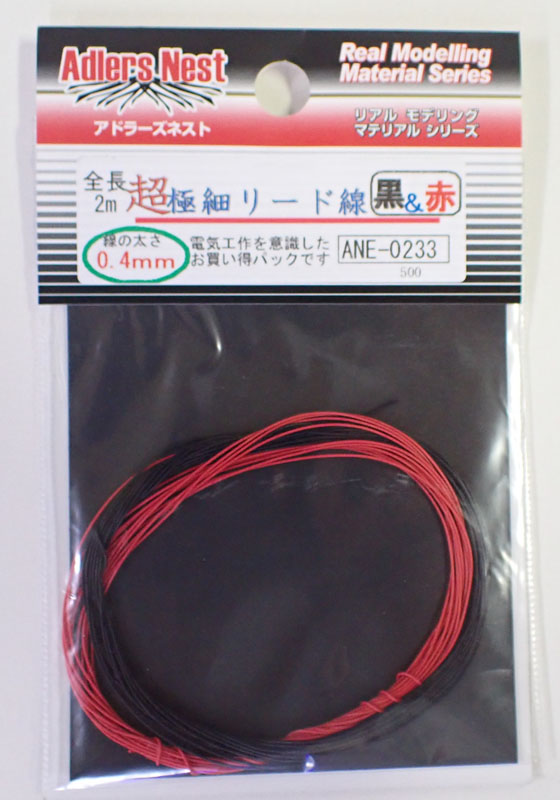 Adlers Nest
アドラーズネスト
Real Modelling
Material Series
リアル モデリング
マテリアル シリーズ
全長
2m
超極細リード線
黒&赤
線の太さ
0.4mm
電気工作を意識した
お買い得パックです
ANE-0233
500